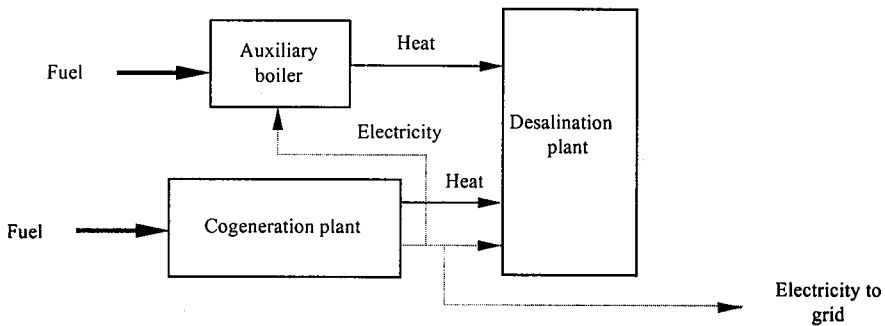 Fuel
Auxiliary
boiler
Heat
Electricity
Desalination
plant
Heat
Fuel
Cogeneration plant
Electricity to
grid